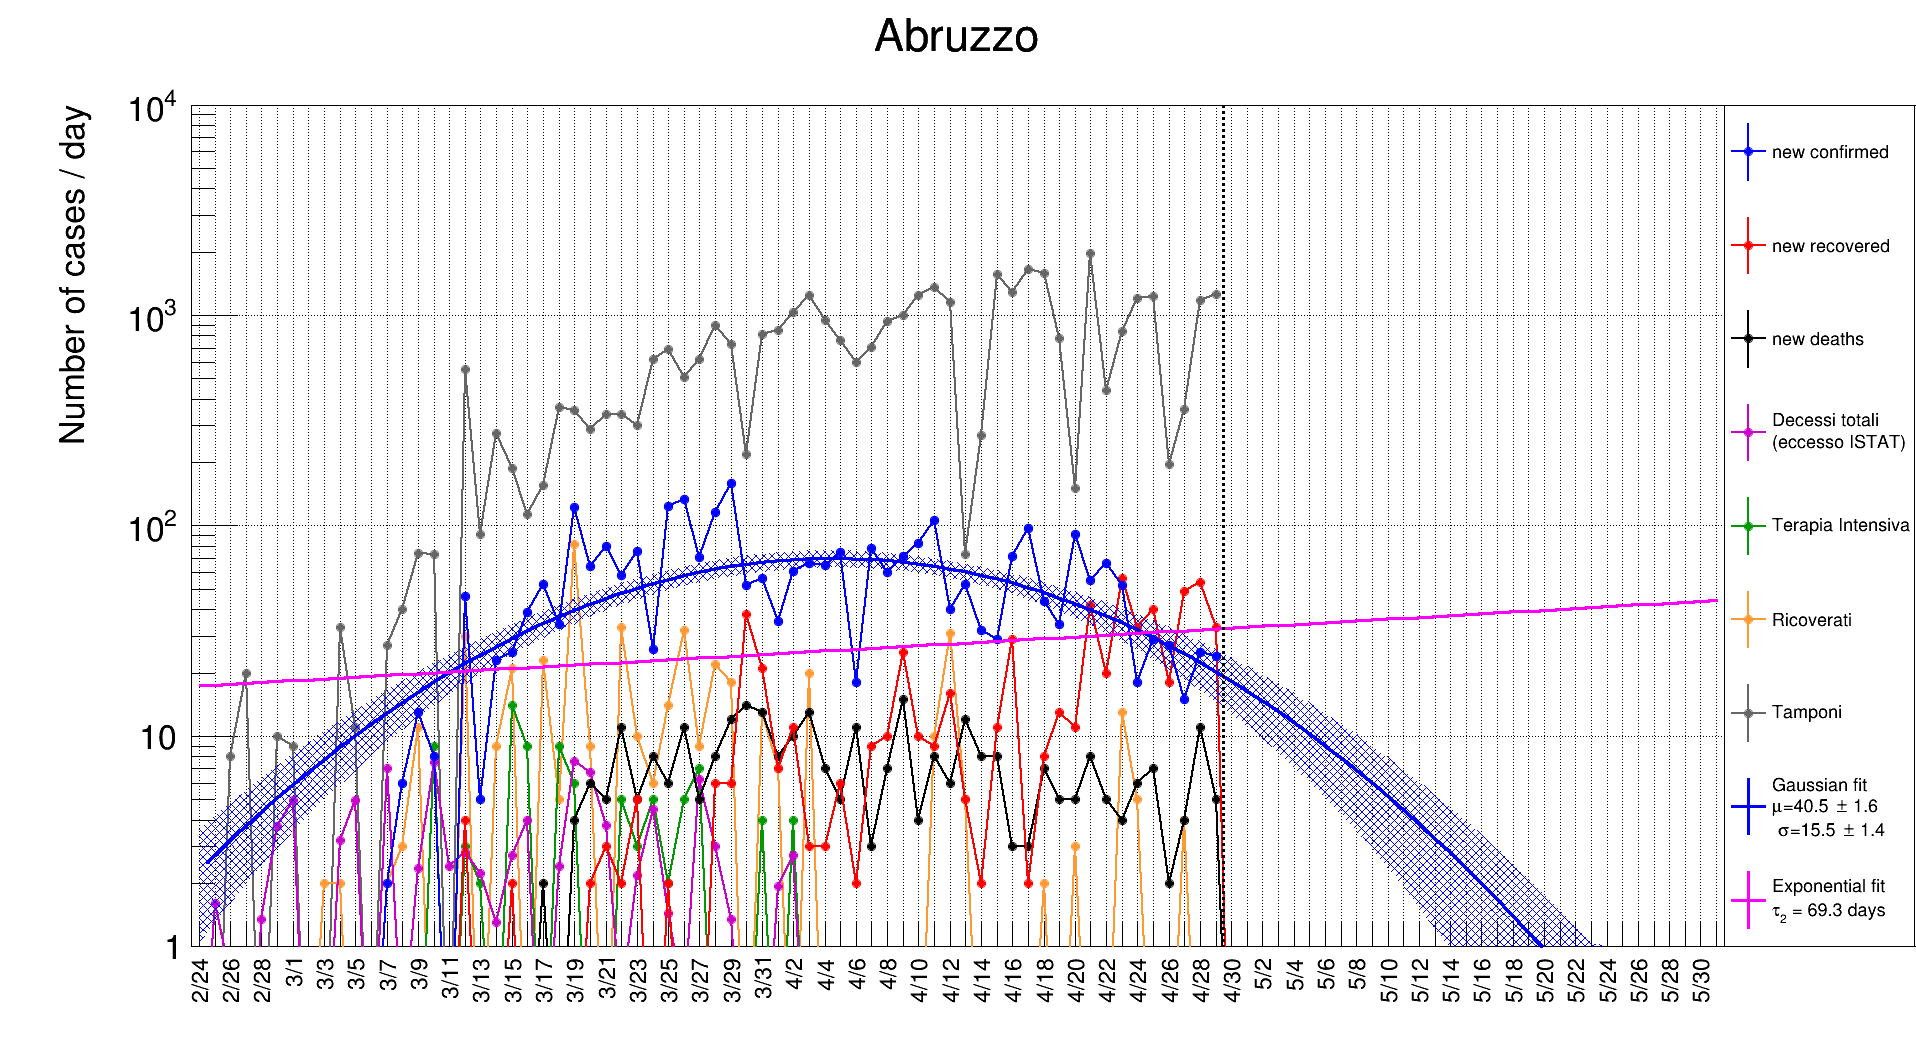 Abruzzo
Number of cases / day
10^4
10^3
10^2
10
1
2/24 2/26 2/28 3/1 3/3 3/5 3/7 3/9 3/11 3/13 3/15 3/17 3/19 3/21 3/23 3/25 3/27 3/29 3/31 4/2 4/4 4/6 4/8 4/10 4/12 4/14 4/16 4/18 4/20 4/22 4/24 4/26 4/28 4/30 5/2 5/4 5/6 5/8 5/10 5/12 5/14 5/16 5/18 5/20 5/22 5/24 5/26 5/28 5/30
new confirmed
new recovered
new deaths
Decessi totali
(eccesso ISTAT)
Terapia Intensiva
Ricoverati
Tamponi
Gaussian fit
μ=40.5 ± 1.6
σ=15.5 ± 1.4
Exponential fit
τ₂ = 69.3 days